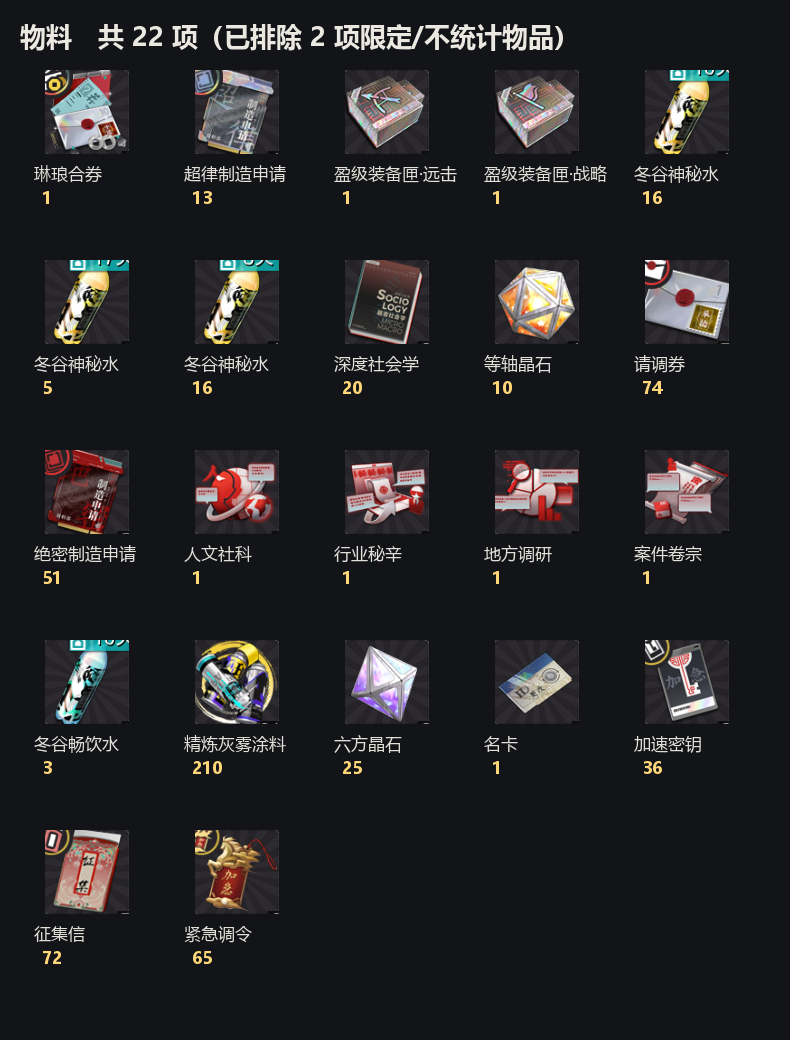 物料 共 22 项（已排除 2 项限定/不统计物品）
琳琅合券 超律制造申请 盈级装备匣·远击 盈级装备匣·战略 冬谷神秘水
1 13 1 1 16
冬谷神秘水 冬谷神秘水 深度社会学 等轴晶石 请调券
5 16 20 10 74
绝密制造申请 人文社科 行业秘辛 地方调研 案件卷宗
51 1 1 1 1
冬谷畅饮水 精炼灰雾涂料 六方晶石 名卡 加速密钥
3 210 25 1 36
征集信 紧急调令
72 65